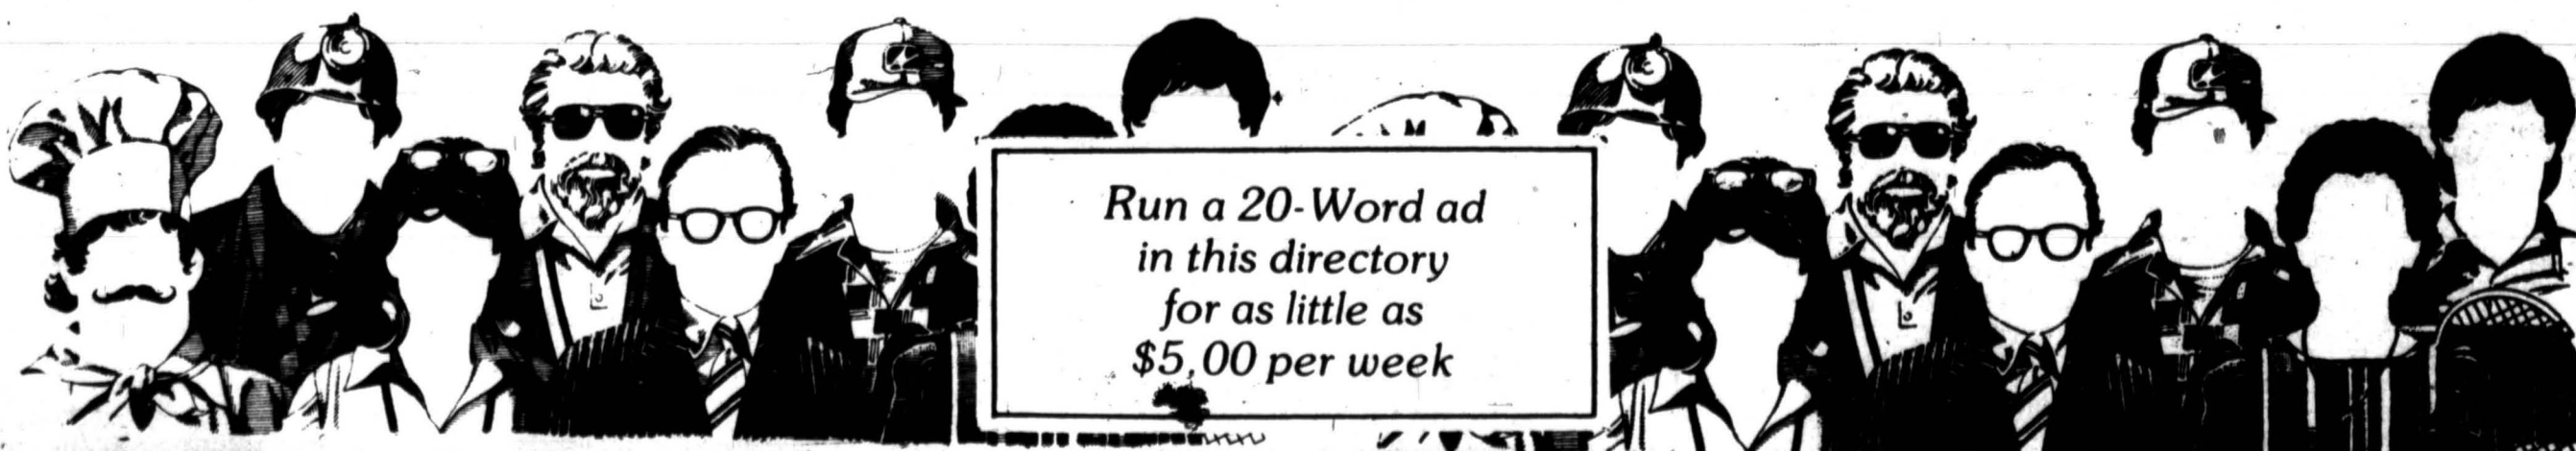 Run a 20-Word ad
in this directory
for as little as
$5,00 per week